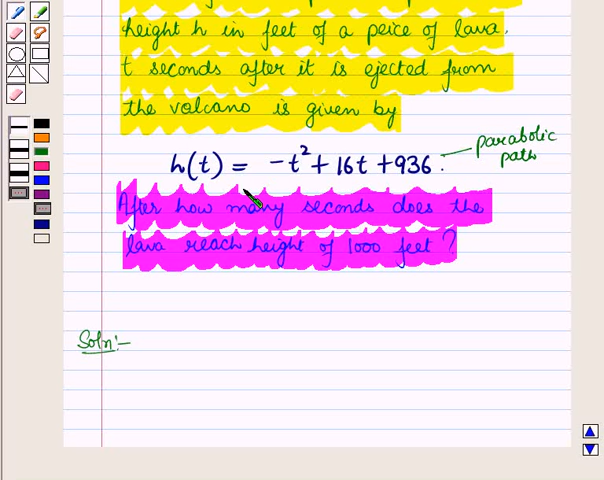 height h in feet of a peice of lava.
t seconds after it is ejected from
the volcano is given by
h(t) = -t² + 16t + 936.
parabolic
path
After how many seconds does the
lava reach height of 1000 feet?
Soln:-